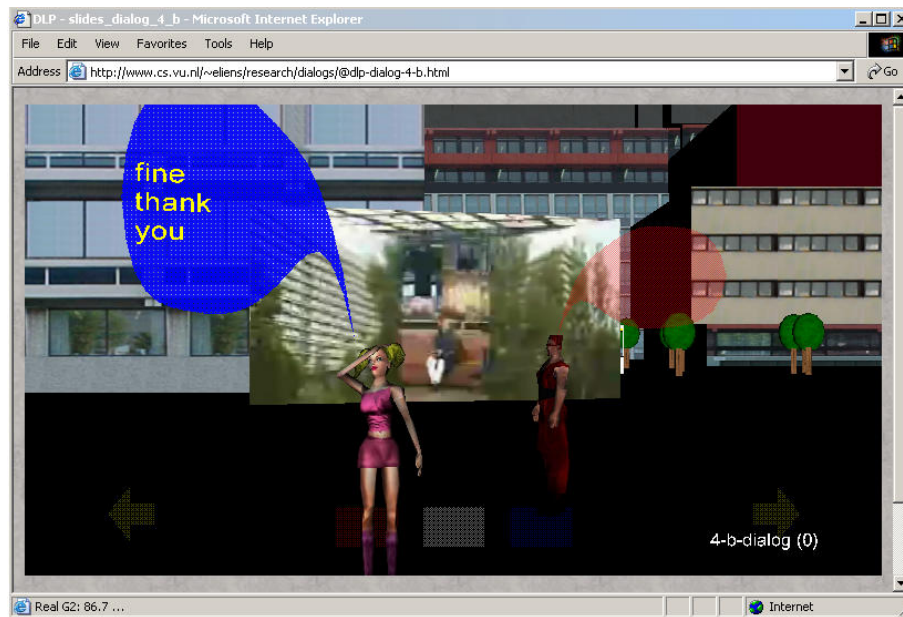 DLP - slides_dialog_4_b - Microsoft Internet Explorer
File Edit View Favorites Tools Help
Address http://www.cs.vu.nl/~eliens/research/dialogs/@dlp-dialog-4-b.html Go
fine
thank
you
4-b-dialog (0)
Real G2: 86.7 ... Internet